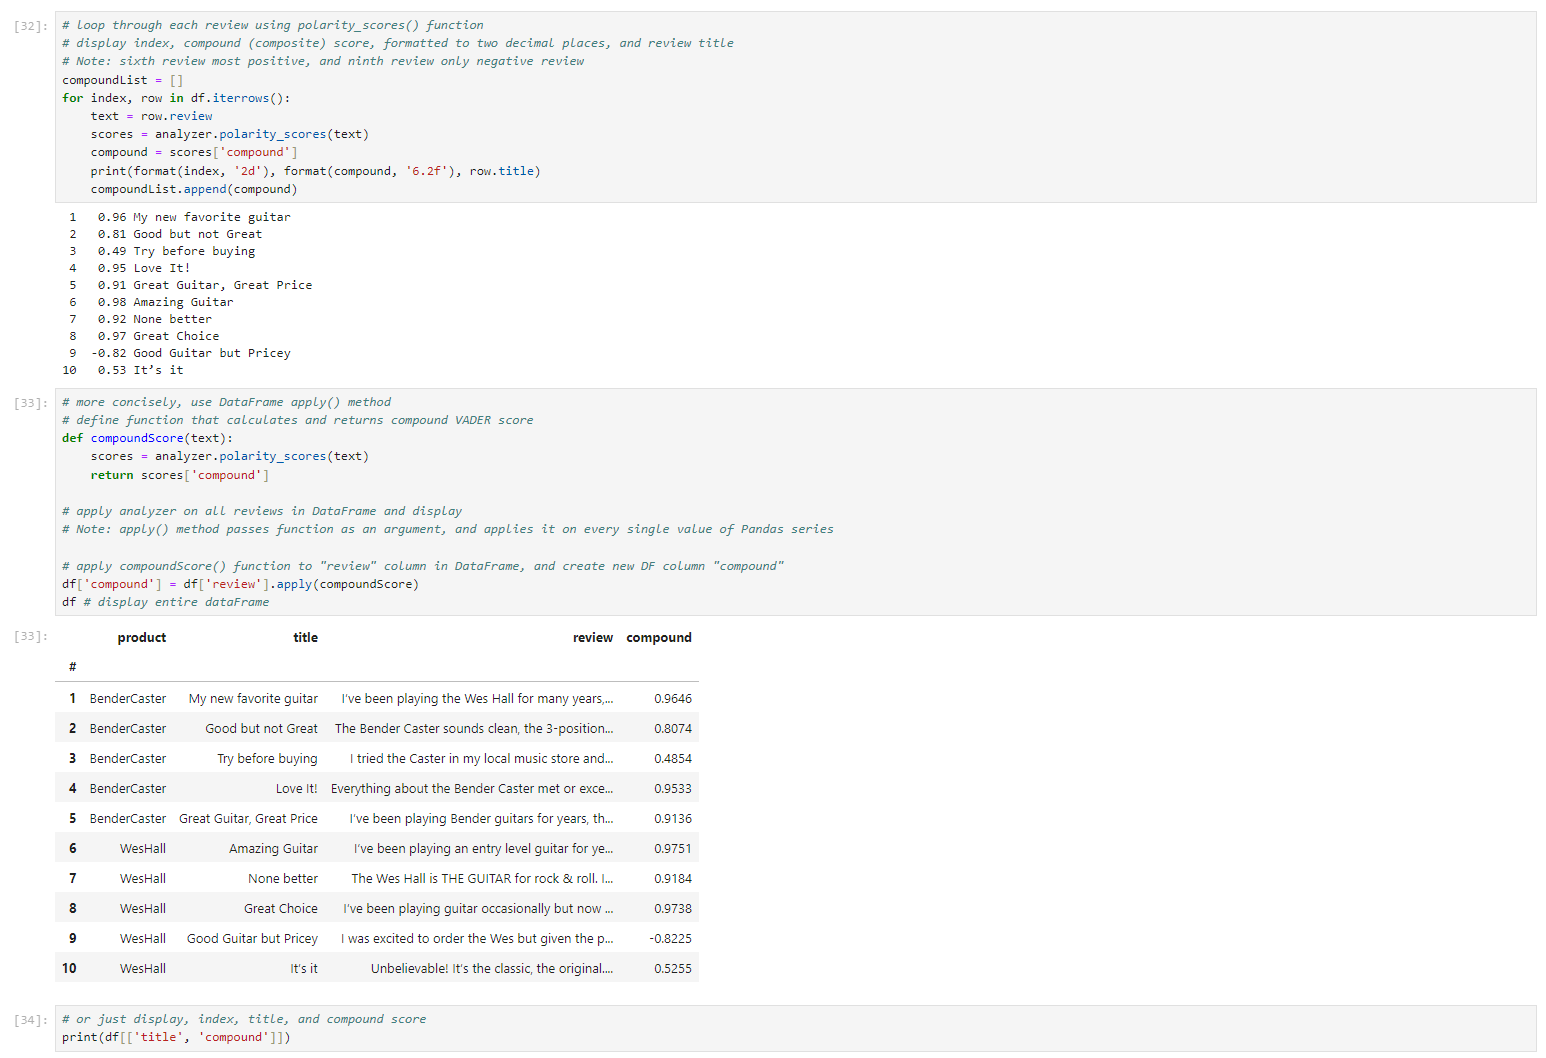 [32]:
# loop through each review using polarity_scores() function
# display index, compound (composite) score, formatted to two decimal places, and review title
# Note: sixth review most positive, and ninth review only negative review
compoundList = []
for index, row in df.iterrows():
    text = row.review
    scores = analyzer.polarity_scores(text)
    compound = scores['compound']
    print(format(index, '2d'), format(compound, '6.2f'), row.title)
    compoundList.append(compound)
 1   0.96 My new favorite guitar
 2   0.81 Good but not Great
 3   0.49 Try before buying
 4   0.95 Love It!
 5   0.91 Great Guitar, Great Price
 6   0.98 Amazing Guitar
 7   0.92 None better
 8   0.97 Great Choice
 9  -0.82 Good Guitar but Pricey
10   0.53 It’s it
[33]:
# more concisely, use DataFrame apply() method
# define function that calculates and returns compound VADER score
def compoundScore(text):
    scores = analyzer.polarity_scores(text)
    return scores['compound']
# apply analyzer on all reviews in DataFrame and display
# Note: apply() method passes function as an argument, and applies it on every single value of Pandas series
# apply compoundScore() function to "review" column in DataFrame, and create new DF column "compound"
df['compound'] = df['review'].apply(compoundScore)
df # display entire dataFrame
[33]:
product title review compound
#
1 BenderCaster My new favorite guitar I've been playing the Wes Hall for many years,... 0.9646
2 BenderCaster Good but not Great The Bender Caster sounds clean, the 3-position... 0.8074
3 BenderCaster Try before buying I tried the Caster in my local music store and... 0.4854
4 BenderCaster Love It! Everything about the Bender Caster met or exce... 0.9533
5 BenderCaster Great Guitar, Great Price I've been playing Bender guitars for years, th... 0.9136
6 WesHall Amazing Guitar I've been playing an entry level guitar for ye... 0.9751
7 WesHall None better The Wes Hall is THE GUITAR for rock & roll. I... 0.9184
8 WesHall Great Choice I've been playing guitar occasionally but now ... 0.9738
9 WesHall Good Guitar but Pricey I was excited to order the Wes but given the p... -0.8225
10 WesHall It's it Unbelievable! It's the classic, the original.... 0.5255
[34]:
# or just display, index, title, and compound score
print(df[['title', 'compound']])